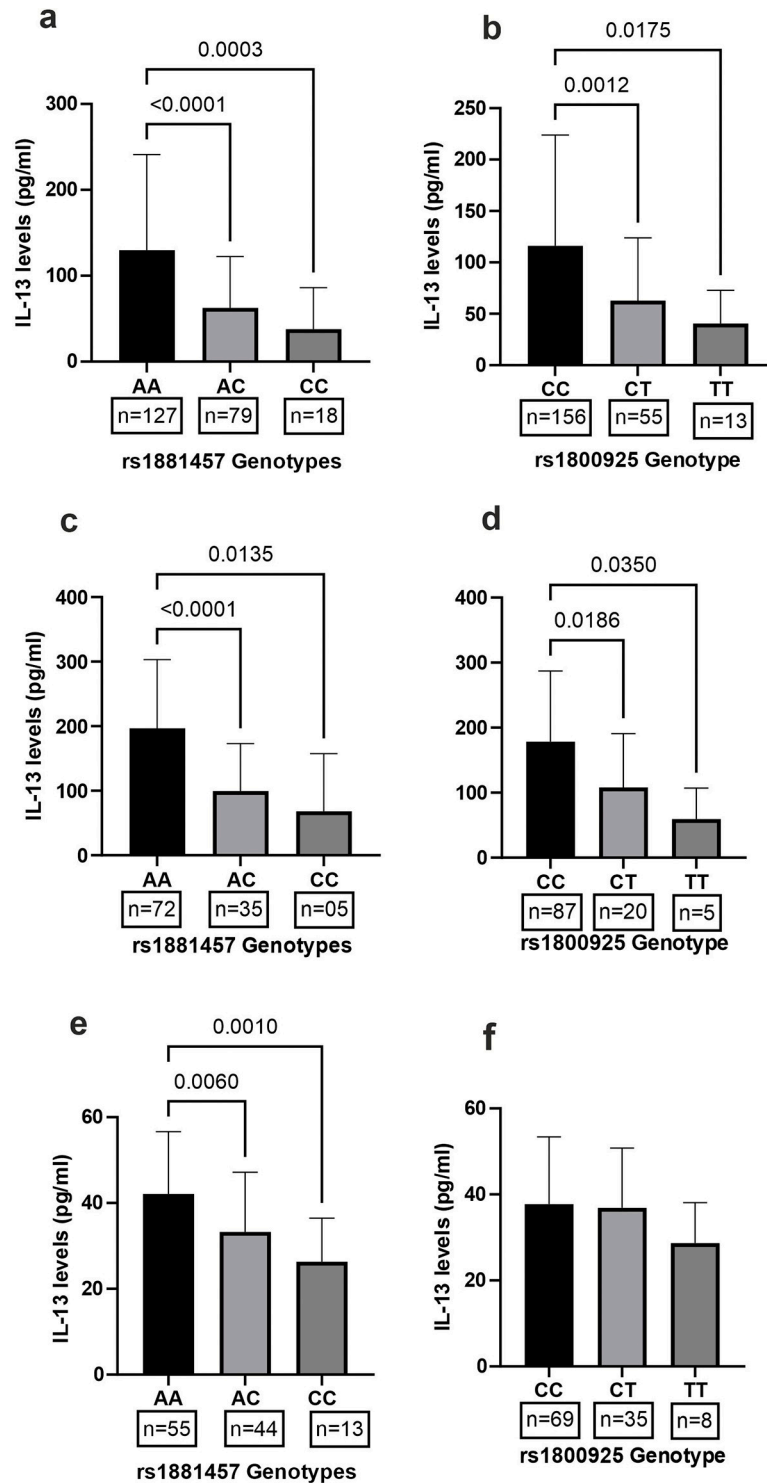 a
0.0003
<0.0001
300
200
100
0
IL-13 levels (pg/ml)
AA AC CC
n=127 n=79 n=18
rs1881457 Genotypes
b
0.0175
0.0012
250
200
150
100
50
0
IL-13 levels (pg/ml)
CC CT TT
n=156 n=55 n=13
rs1800925 Genotype
c
0.0135
<0.0001
400
300
200
100
0
IL-13 levels (pg/ml)
AA AC CC
n=72 n=35 n=05
rs1881457 Genotypes
d
0.0350
0.0186
400
300
200
100
0
IL-13 levels (pg/ml)
CC CT TT
n=87 n=20 n=5
rs1800925 Genotype
e
0.0010
0.0060
60
40
20
0
IL-13 levels (pg/ml)
AA AC CC
n=55 n=44 n=13
rs1881457 Genotypes
f
60
40
20
0
IL-13 levels (pg/ml)
CC CT TT
n=69 n=35 n=8
rs1800925 Genotype